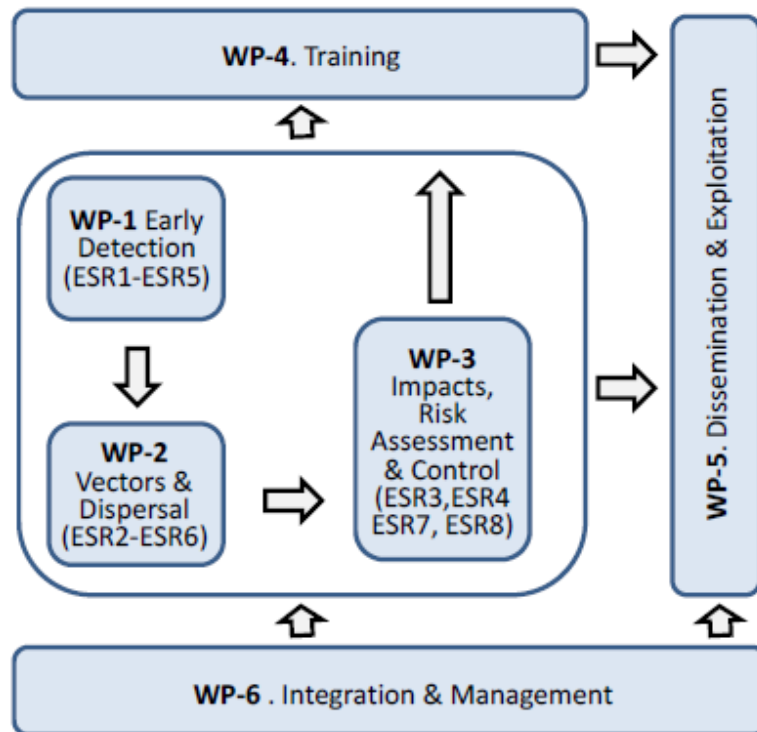 WP-4. Training
WP-1 Early
Detection
(ESR1-ESR5)
WP-2
Vectors &
Dispersal
(ESR2-ESR6)
WP-3
Impacts,
Risk
Assessment
& Control
(ESR3,ESR4
ESR7, ESR8)
WP-5. Dissemination & Exploitation
WP-6 . Integration & Management